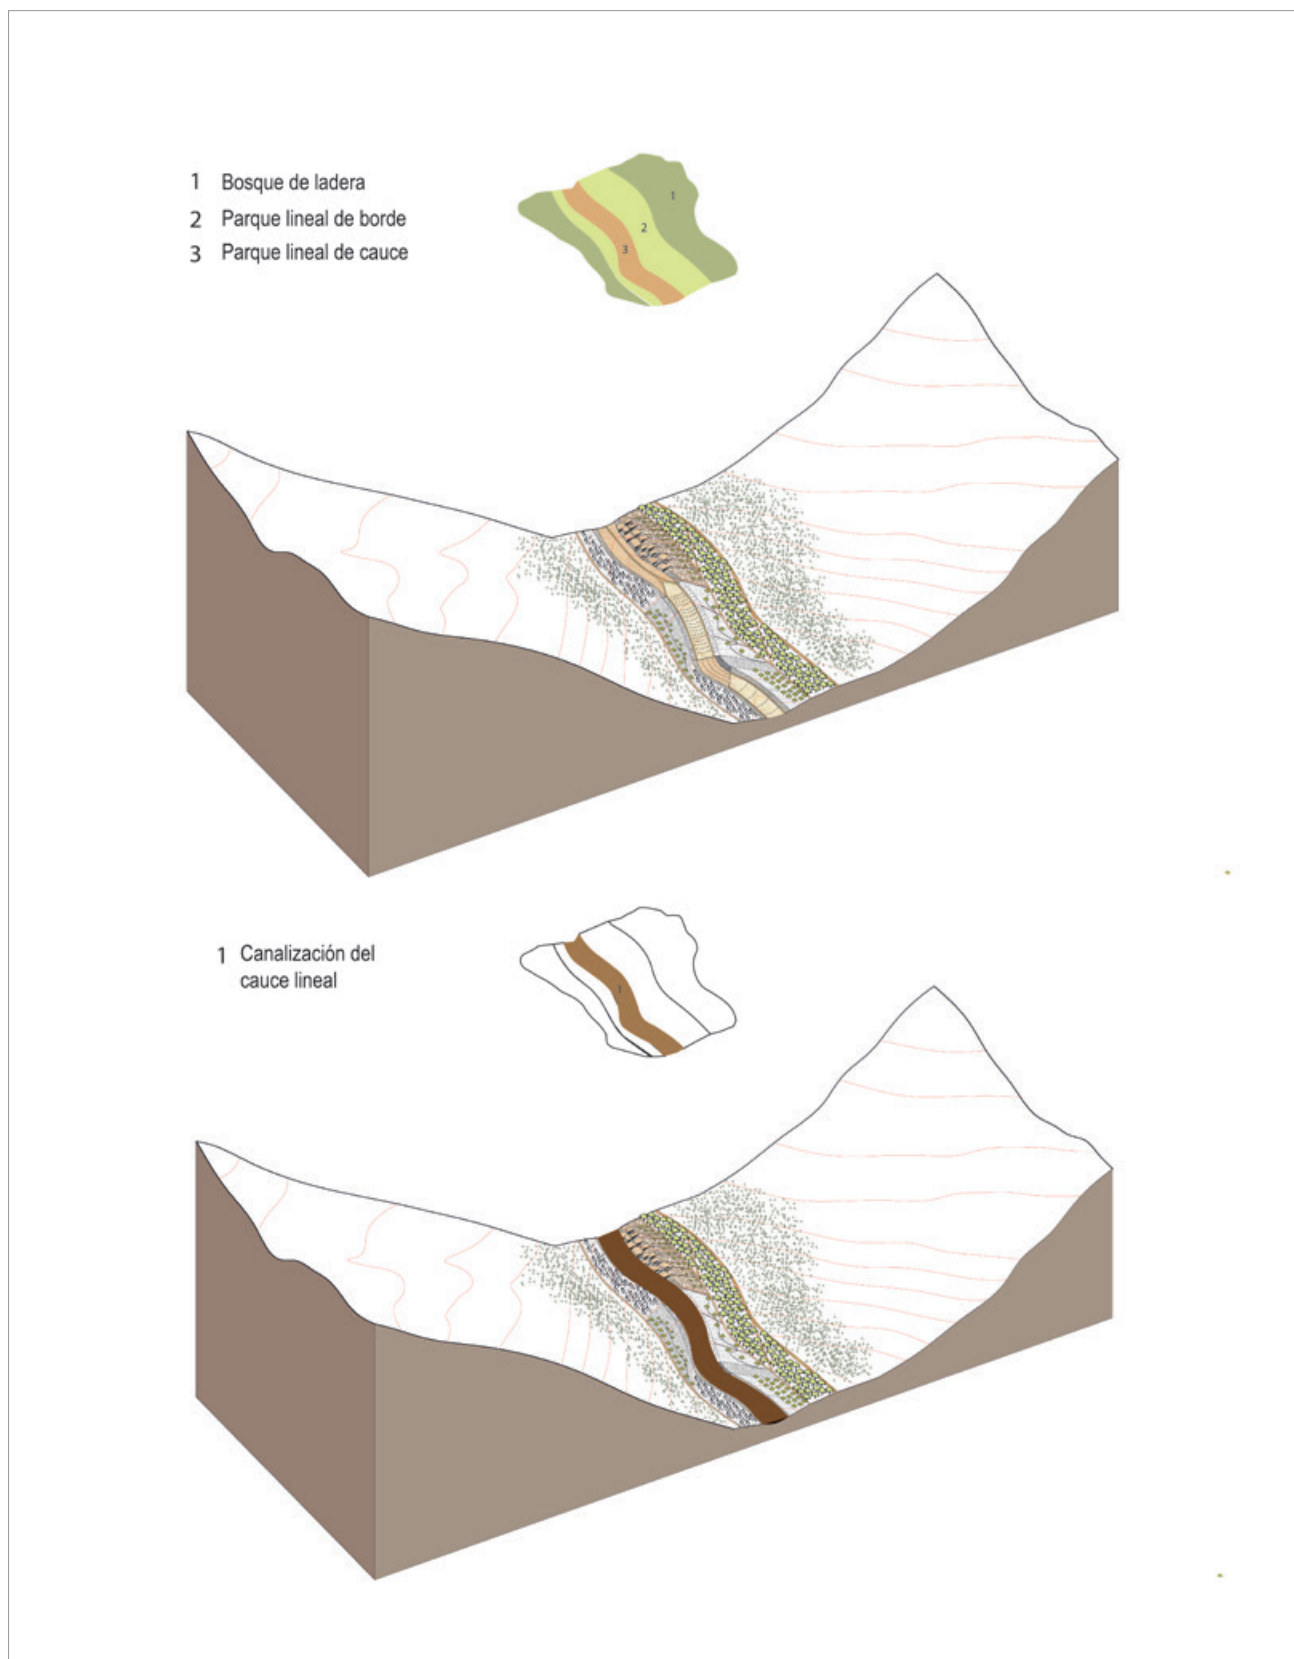 1 Bosque de ladera
2 Parque lineal de borde
3 Parque lineal de cauce
1
2
3
1 Canalización del
cauce lineal
1